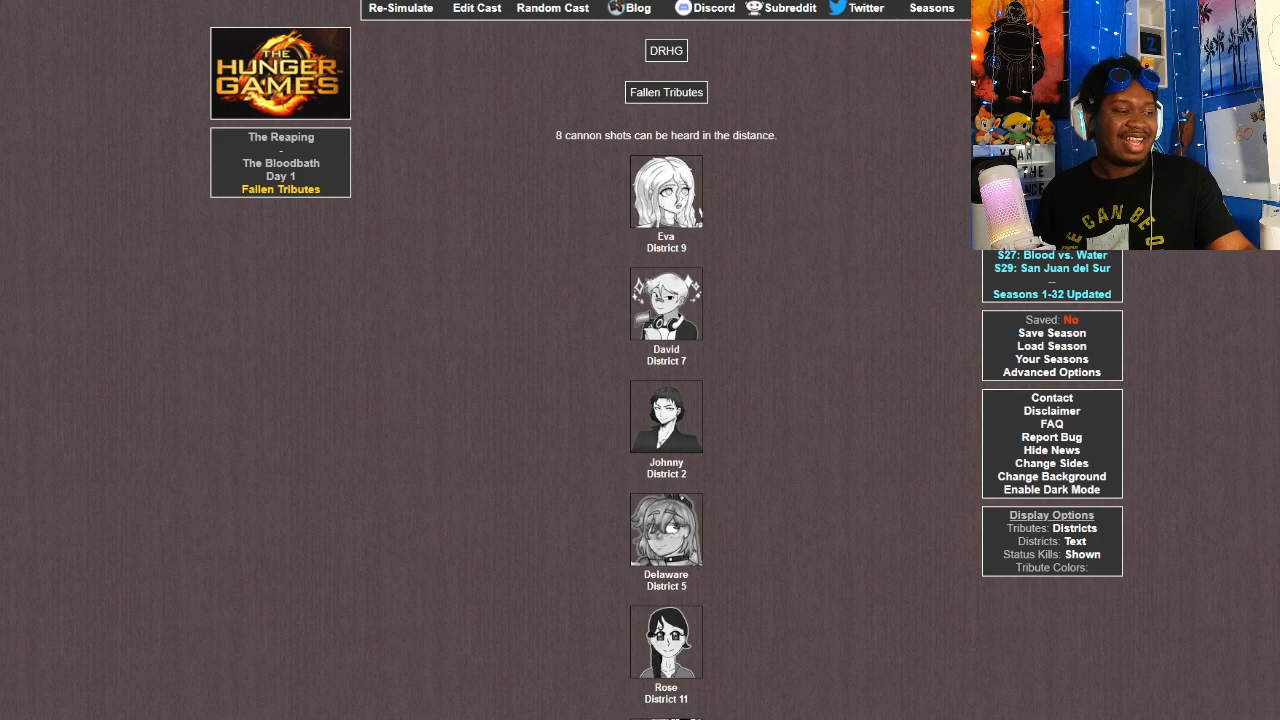 Re-Simulate Edit Cast Random Cast Blog Discord Subreddit Twitter Seasons
THE
HUNGER
GAMES
The Reaping
-
The Bloodbath
Day 1
Fallen Tributes
DRHG
Fallen Tributes
8 cannon shots can be heard in the distance.
Eva
District 9
David
District 7
Johnny
District 2
Delaware
District 5
Rose
District 11
2
YEAR
THE
CAN BE
S27: Blood vs. Water
S29: San Juan del Sur
--
Seasons 1-32 Updated
Saved: No
Save Season
Load Season
Your Seasons
Advanced Options
Contact
Disclaimer
FAQ
Report Bug
Hide News
Change Sides
Change Background
Enable Dark Mode
Display Options
Tributes: Districts
Districts: Text
Status Kills: Shown
Tribute Colors: